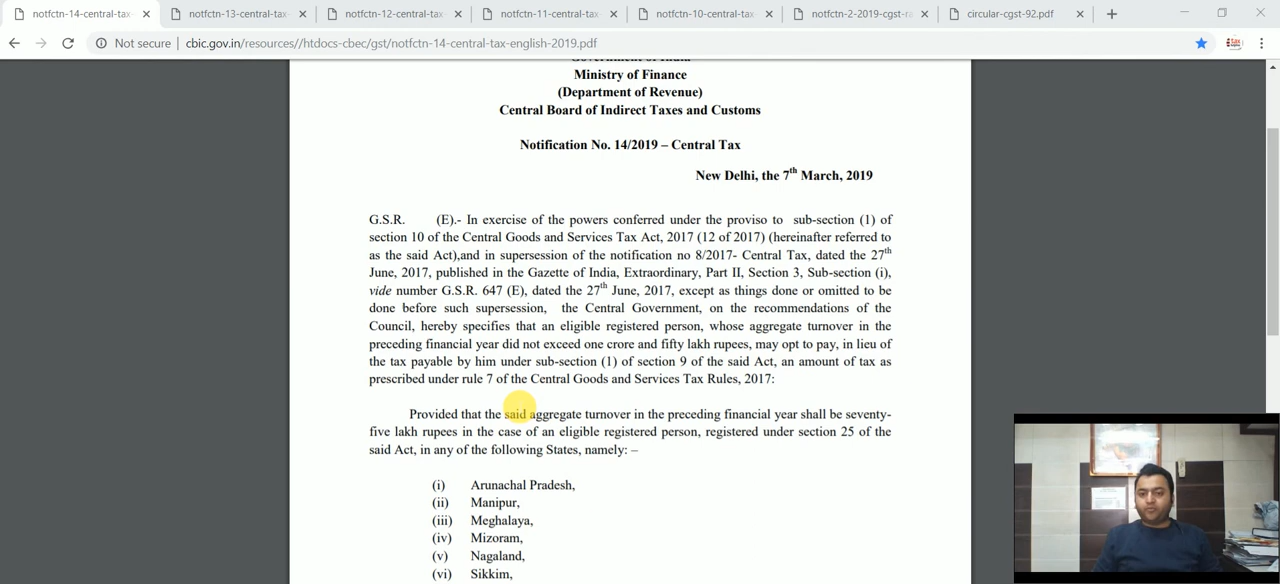 notfctn-14-central-tax
notfctn-13-central-tax-
notfctn-12-central-tax-
notfctn-11-central-tax-
notfctn-10-central-tax-
notfctn-2-2019-cgst-ra
circular-cgst-92.pdf
Not secure | cbic.gov.in/resources//htdocs-cbec/gst/notfctn-14-central-tax-english-2019.pdf
Government of India
Ministry of Finance
(Department of Revenue)
Central Board of Indirect Taxes and Customs
Notification No. 14/2019 – Central Tax
New Delhi, the 7th March, 2019
G.S.R. (E).- In exercise of the powers conferred under the proviso to sub-section (1) of
section 10 of the Central Goods and Services Tax Act, 2017 (12 of 2017) (hereinafter referred to
as the said Act),and in supersession of the notification no 8/2017- Central Tax, dated the 27th
June, 2017, published in the Gazette of India, Extraordinary, Part II, Section 3, Sub-section (i),
vide number G.S.R. 647 (E), dated the 27th June, 2017, except as things done or omitted to be
done before such supersession, the Central Government, on the recommendations of the
Council, hereby specifies that an eligible registered person, whose aggregate turnover in the
preceding financial year did not exceed one crore and fifty lakh rupees, may opt to pay, in lieu of
the tax payable by him under sub-section (1) of section 9 of the said Act, an amount of tax as
prescribed under rule 7 of the Central Goods and Services Tax Rules, 2017:
Provided that the said aggregate turnover in the preceding financial year shall be seventy-
five lakh rupees in the case of an eligible registered person, registered under section 25 of the
said Act, in any of the following States, namely: –
(i) Arunachal Pradesh,
(ii) Manipur,
(iii) Meghalaya,
(iv) Mizoram,
(v) Nagaland,
(vi) Sikkim,